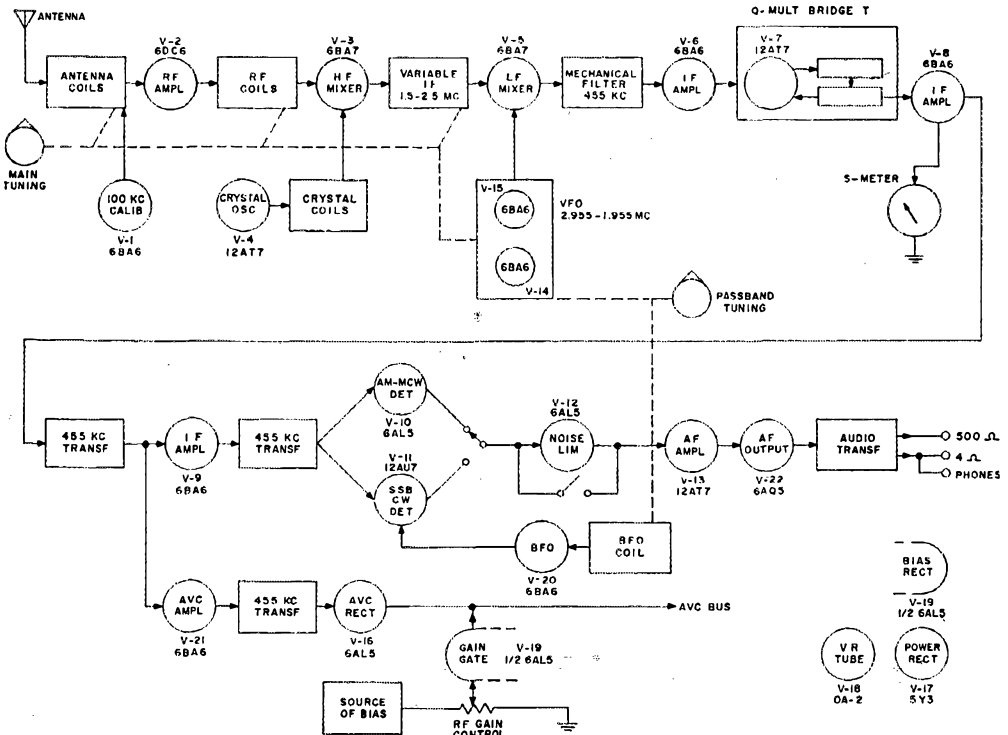 ANTENNA
Q-MULT BRIDGE T
V-2
6DC6
V-3
6BA7
V-5
6BA7
V-6
6BA6
V-7
12AT7
V-8
6BA6
ANTENNA
COILS
RF
AMPL
RF
COILS
HF
MIXER
VARIABLE
IF
1.5-2.5 MC
LF
MIXER
MECHANICAL
FILTER
455 KC
IF
AMPL
IF
AMPL
MAIN
TUNING
100 KC
CALIB
V-1
6BA6
CRYSTAL
OSC
V-4
12AT7
CRYSTAL
COILS
V-15
6BA6
6BA6
V-14
VFO
2.955-1.955 MC
S-METER
PASSBAND
TUNING
455 KC
TRANSF
IF
AMPL
V-9
6BA6
455 KC
TRANSF
AM-MCW
DET
V-10
6AL5
V-11
12AU7
SSB
CW
DET
V-12
6AL5
NOISE
LIM
AF
AMPL
V-13
12AT7
AF
OUTPUT
V-22
6AQ5
AUDIO
TRANSF
500 Ω
4 Ω
PHONES
BFO
V-20
6BA6
BFO
COIL
BIAS
RECT
V-19
1/2 6AL5
AVC
AMPL
V-21
6BA6
455 KC
TRANSF
AVC
RECT
V-16
6AL5
AVC BUS
GAIN
GATE
V-19
1/2 6AL5
VR
TUBE
V-18
OA-2
POWER
RECT
V-17
5Y3
SOURCE
OF BIAS
RF GAIN
CONTROL